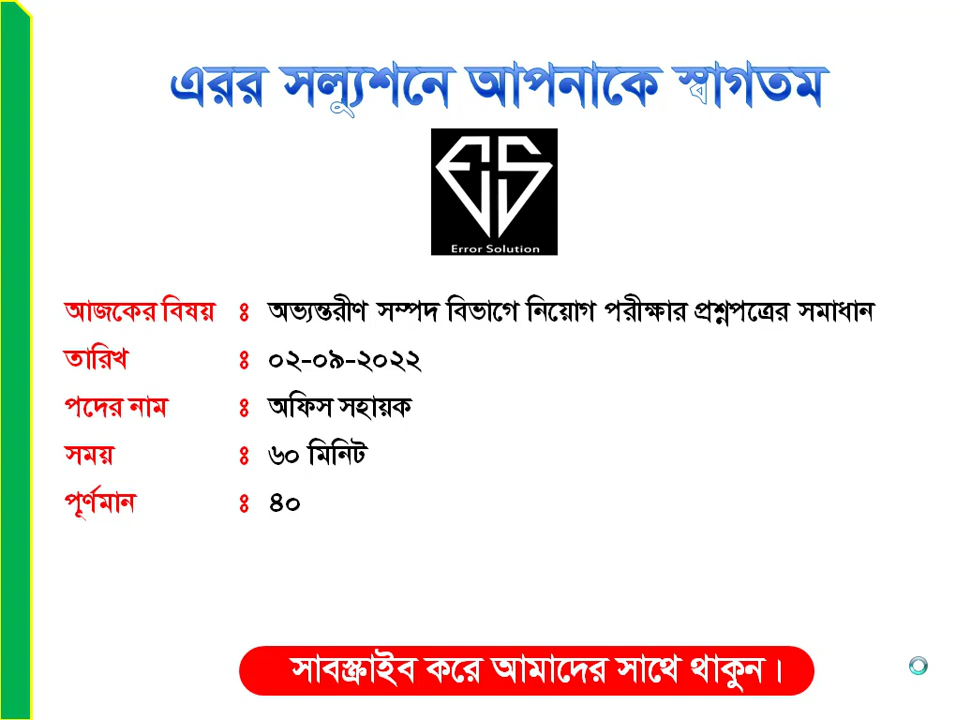 এরর সল্যুশনে আপনাকে স্বাগতম
ES
Error Solution
আজকের বিষয় ঃ অভ্যন্তরীণ সম্পদ বিভাগে নিয়োগ পরীক্ষার প্রশ্নপত্রের সমাধান
তারিখ ঃ ০২-০৯-২০২২
পদের নাম ঃ অফিস সহায়ক
সময় ঃ ৬০ মিনিট
পূর্ণমান ঃ ৪০
সাবস্ক্রাইব করে আমাদের সাথে থাকুন।